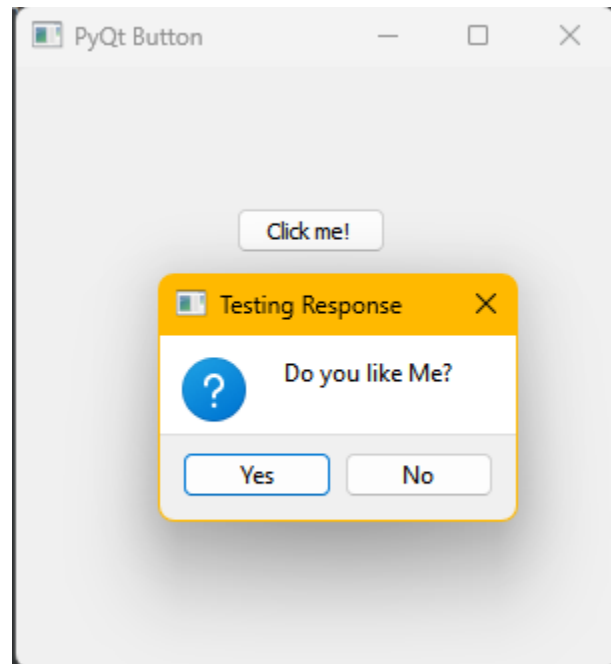 PyQt Button
Click me!
Testing Response
?
Do you like Me?
Yes No